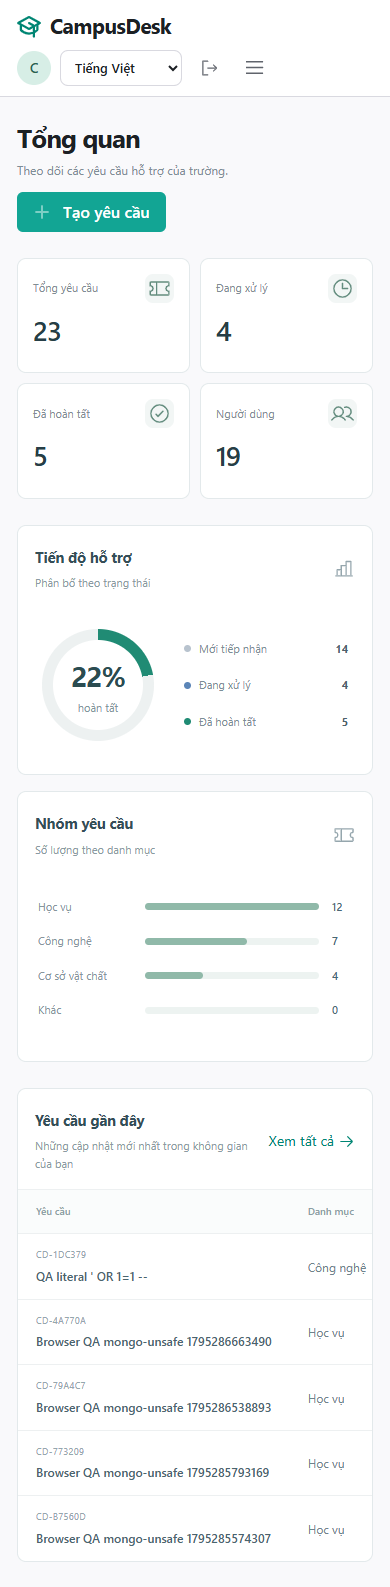 CampusDesk
C
Tiếng Việt
Tổng quan
Theo dõi các yêu cầu hỗ trợ của trường.
Tạo yêu cầu
Tổng yêu cầu
23
Đang xử lý
4
Đã hoàn tất
5
Người dùng
19
Tiến độ hỗ trợ
Phân bổ theo trạng thái
22%
hoàn tất
Mới tiếp nhận 14
Đang xử lý 4
Đã hoàn tất 5
Nhóm yêu cầu
Số lượng theo danh mục
Học vụ 12
Công nghệ 7
Cơ sở vật chất 4
Khác 0
Yêu cầu gần đây
Những cập nhật mới nhất trong không gian
của bạn
Xem tất cả
Yêu cầu Danh mục
CD-1DC379
QA literal ' OR 1=1 -- Công nghệ
CD-4A770A
Browser QA mongo-unsafe 1795286663490 Học vụ
CD-79A4C7
Browser QA mongo-unsafe 1795286538893 Học vụ
CD-773209
Browser QA mongo-unsafe 1795285793169 Học vụ
CD-B7560D
Browser QA mongo-unsafe 1795285574307 Học vụ